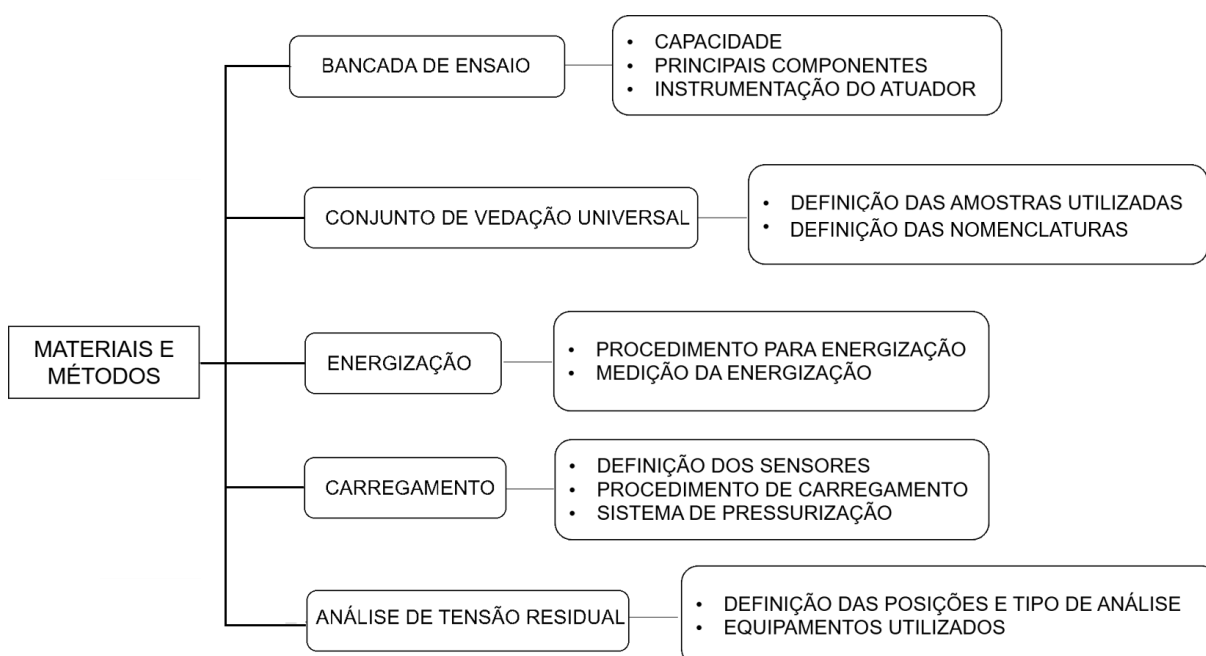 BANCADA DE ENSAIO
• CAPACIDADE
• PRINCIPAIS COMPONENTES
• INSTRUMENTAÇÃO DO ATUADOR
CONJUNTO DE VEDAÇÃO UNIVERSAL
• DEFINIÇÃO DAS AMOSTRAS UTILIZADAS
• DEFINIÇÃO DAS NOMENCLATURAS
MATERIAIS E
MÉTODOS
ENERGIZAÇÃO
• PROCEDIMENTO PARA ENERGIZAÇÃO
• MEDIÇÃO DA ENERGIZAÇÃO
CARREGAMENTO
• DEFINIÇÃO DOS SENSORES
• PROCEDIMENTO DE CARREGAMENTO
• SISTEMA DE PRESSURIZAÇÃO
ANÁLISE DE TENSÃO RESIDUAL
• DEFINIÇÃO DAS POSIÇÕES E TIPO DE ANÁLISE
• EQUIPAMENTOS UTILIZADOS